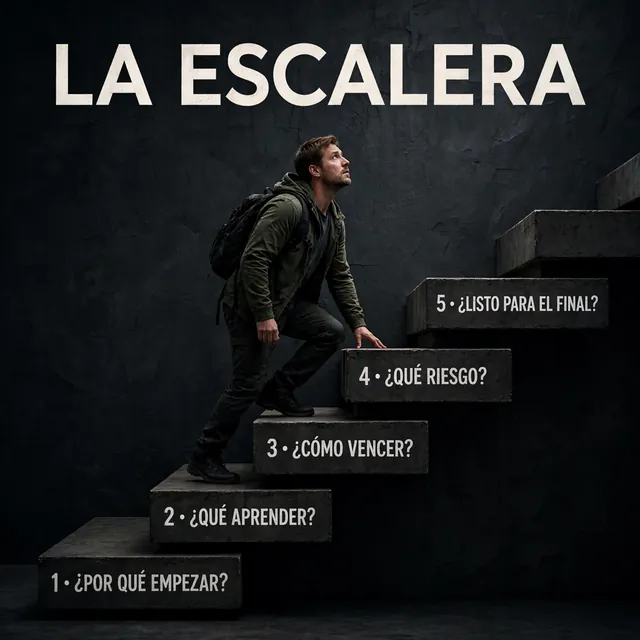 LA ESCALERA
5 • ¿LISTO PARA EL FINAL?
4 • ¿QUÉ RIESGO?
3 • ¿CÓMO VENCER?
2 • ¿QUÉ APRENDER?
1 • ¿POR QUÉ EMPEZAR?